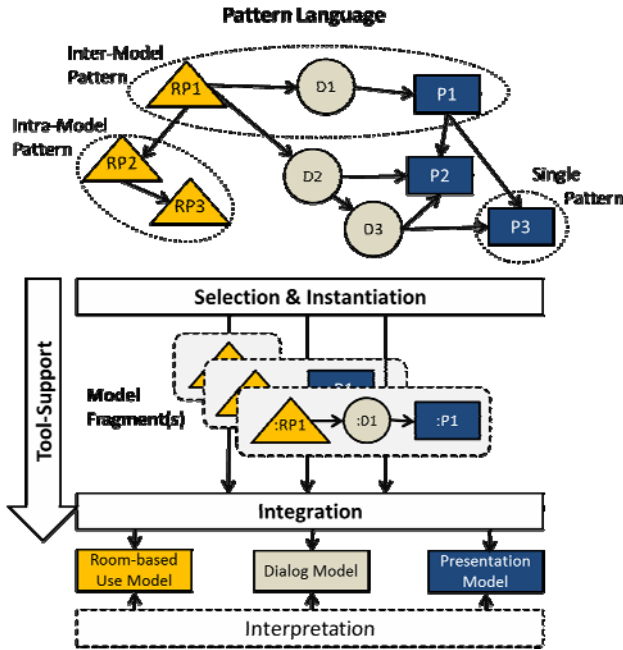 Pattern Language
Inter-Model
Pattern
RP1
D1
P1
Intra-Model
Pattern
RP2
RP3
D2
P2
D3
Single
Pattern
P3
Selection & Instantiation
Tool-Support
Model
Fragment(s)
:RP1
:D1
:P1
Integration
Room-based
Use Model
Dialog Model
Presentation
Model
Interpretation